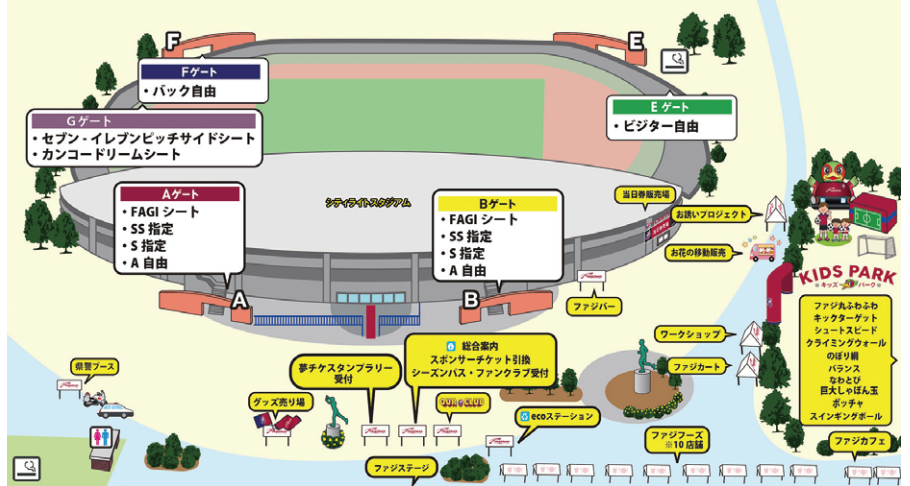 F
E
Fゲート
・バック自由
Gゲート
・セブン-イレブンピッチサイドシート
・カンコードリームシート
Eゲート
・ビジター自由
Aゲート
・FAGIシート
・SS指定
・S指定
・A自由
シティライトスタジアム
Bゲート
・FAGIシート
・SS指定
・S指定
・A自由
A
B
当日券販売場
お誘いプロジェクト
お花の移動販売
ファジバー
KIDS PARK
キッズパーク
ファジ丸ふわふわ
キックターゲット
シュートスピード
クライミングウォール
のぼり綱
バランス
なわとび
巨大しゃぼん玉
ボッチャ
スインギングボール
ワークショップ
ファジカート
県警ブース
グッズ売り場
夢チケスタンプラリー
受付
総合案内
スポンサーチケット引換
シーズンパス・ファンクラブ受付
OUR CLUB
ecoステーション
ファジステージ
ファジフーズ
※10店舗
ファジカフェ